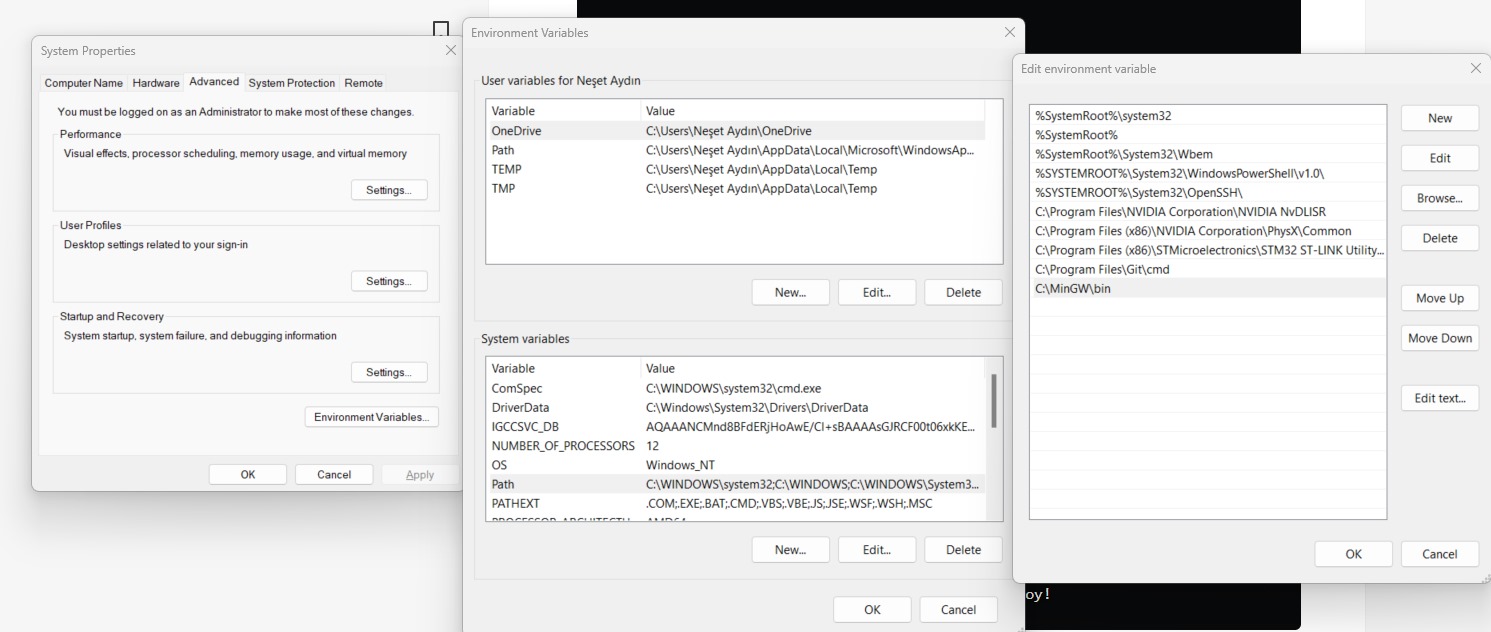 System Properties
Computer Name Hardware Advanced System Protection Remote
You must be logged on as an Administrator to make most of these changes.
Performance
Visual effects, processor scheduling, memory usage, and virtual memory
Settings...
User Profiles
Desktop settings related to your sign-in
Settings...
Startup and Recovery
System startup, system failure, and debugging information
Settings...
Environment Variables...
OK Cancel Apply
Environment Variables
User variables for Neşet Aydın
Variable Value
OneDrive C:\Users\Neşet Aydın\OneDrive
Path C:\Users\Neşet Aydın\AppData\Local\Microsoft\WindowsAp...
TEMP C:\Users\Neşet Aydın\AppData\Local\Temp
TMP C:\Users\Neşet Aydın\AppData\Local\Temp
New... Edit... Delete
System variables
Variable Value
ComSpec C:\WINDOWS\system32\cmd.exe
DriverData C:\Windows\System32\Drivers\DriverData
IGCCSVC_DB
NUMBER_OF_PROCESSORS 12
OS Windows_NT
Path C:\WINDOWS\system32;C:\WINDOWS;C:\WINDOWS\System3...
PATHEXT .COM;.EXE;.BAT;.CMD;.VBS;.VBE;.JS;.JSE;.WSF;.WSH;.MSC
New... Edit... Delete
OK Cancel
Edit environment variable
%SystemRoot%\system32
%SystemRoot%
%SystemRoot%\System32\Wbem
%SYSTEMROOT%\System32\WindowsPowerShell\v1.0\
%SYSTEMROOT%\System32\OpenSSH\
C:\Program Files\NVIDIA Corporation\NVIDIA NvDLISR
C:\Program Files (x86)\NVIDIA Corporation\PhysX\Common
C:\Program Files (x86)\STMicroelectronics\STM32 ST-LINK Utility...
C:\Program Files\Git\cmd
C:\MinGW\bin
New
Edit
Browse...
Delete
Move Up
Move Down
Edit text...
OK Cancel
oy!